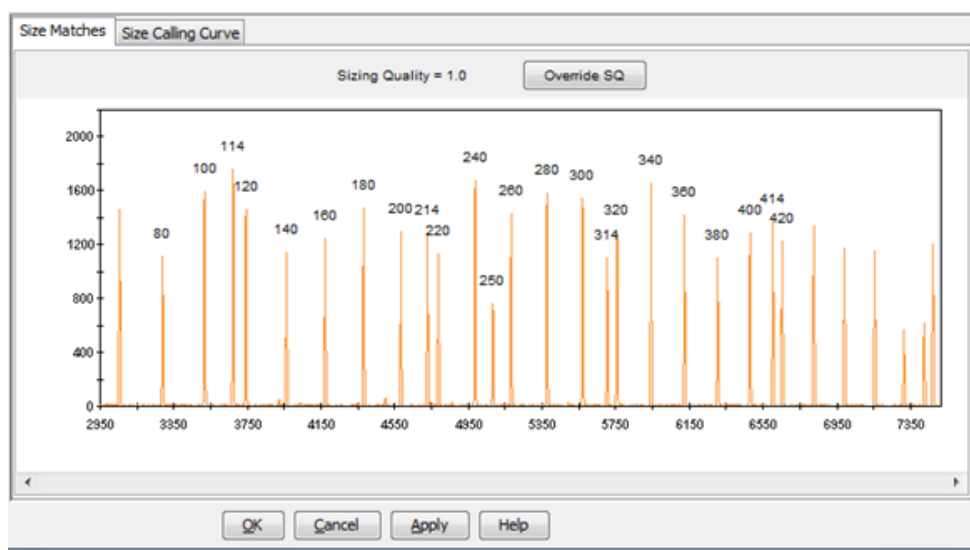 Size Matches Size Calling Curve
Sizing Quality = 1.0 Override SQ
2000
1600
1200
800
400
0
80 100 114 120 140 160 180 200 214 220 240 250 260 280 300 314 320 340 360 380 400 414 420
2950 3350 3750 4150 4550 4950 5350 5750 6150 6550 6950 7350
OK Cancel Apply Help